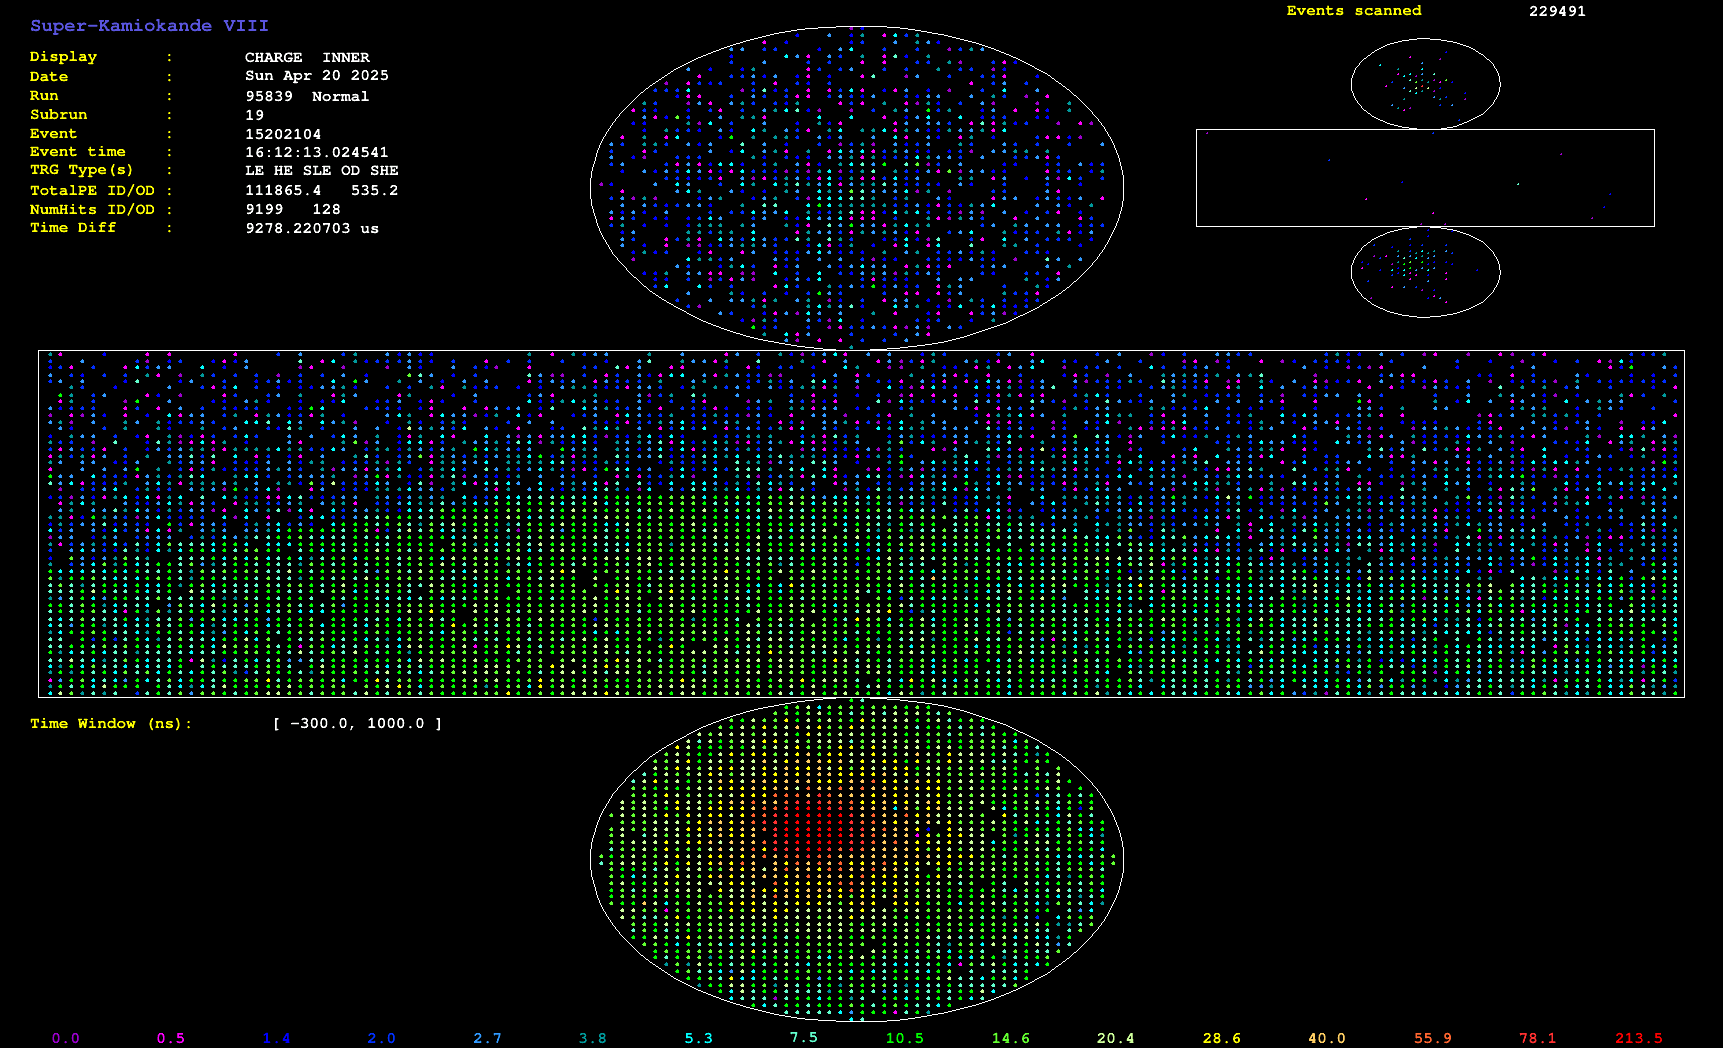 Super-Kamiokande VIII
Display : CHARGE INNER
Date : Sun Apr 20 2025
Run : 95839 Normal
Subrun : 19
Event : 15202104
Event time : 16:12:13.024541
TRG Type(s) : LE HE SLE OD SHE
TotalPE ID/OD : 111865.4 535.2
NumHits ID/OD : 9199 128
Time Diff : 9278.220703 us
Events scanned 229491
Time Window (ns): [ -300.0, 1000.0 ]
0.0 0.5 1.4 2.0 2.7 3.8 5.3 7.5 10.5 14.6 20.4 28.6 40.0 55.9 78.1 213.5